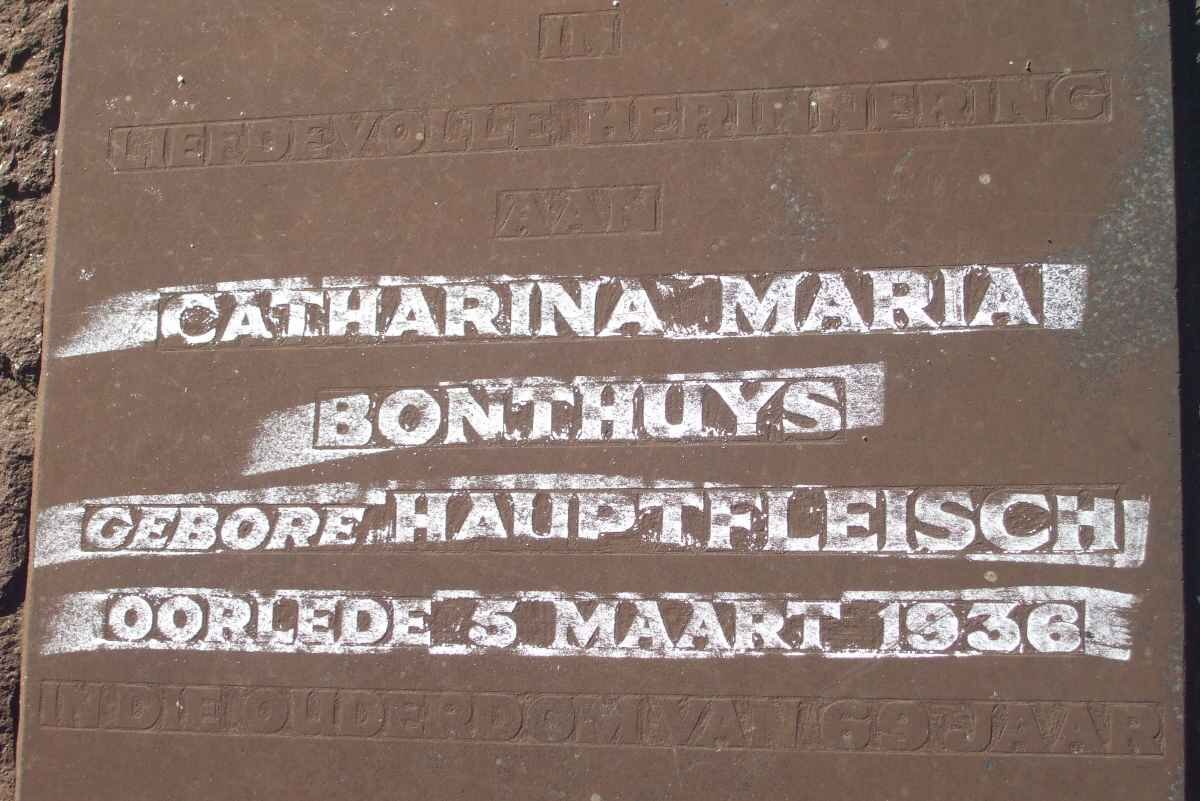 IN
LIEFDEVOLLE HERINNERING
AAN
CATHARINA MARIA
BONTHUYS
GEBORE HAUPTFLEISCH
OORLEDE 5 MAART 1936
IN DIE OUDERDOM VAN 69 JAAR